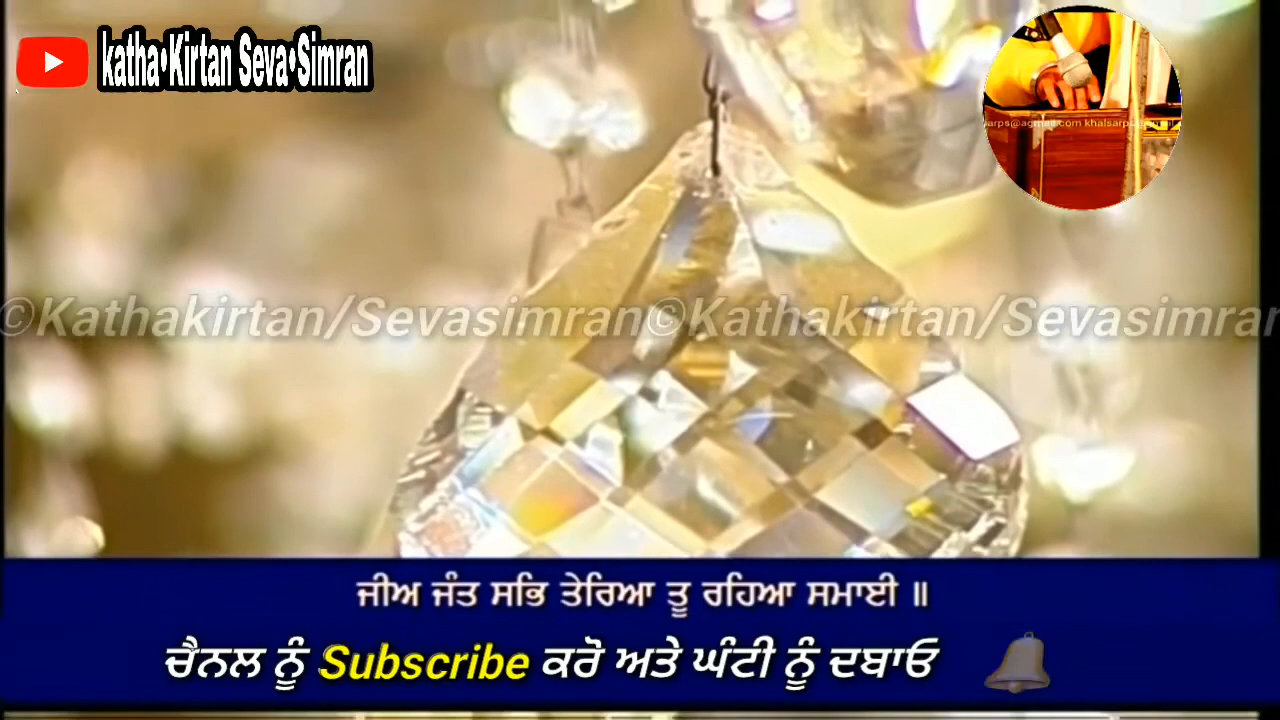 katha•Kirtan Seva•Simran
©Kathakirtan/Sevasimran©Kathakirtan/Sevasimran
ਜੀਅ ਜੰਤ ਸਭਿ ਤੇਰਿਆ ਤੂ ਰਹਿਆ ਸਮਾਈ ॥
ਚੈਨਲ ਨੂੰ Subscribe ਕਰੋ ਅਤੇ ਘੰਟੀ ਨੂੰ ਦਬਾਓ